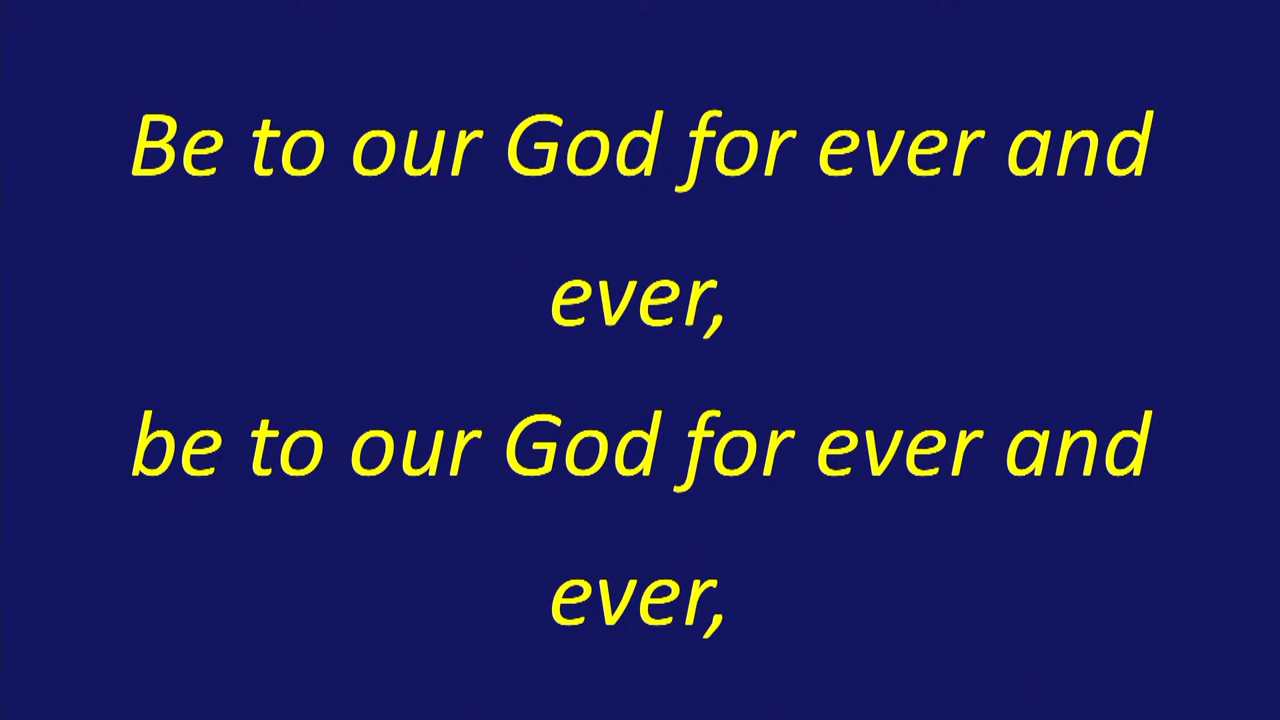 Be to our God for ever and
ever,
be to our God for ever and
ever,